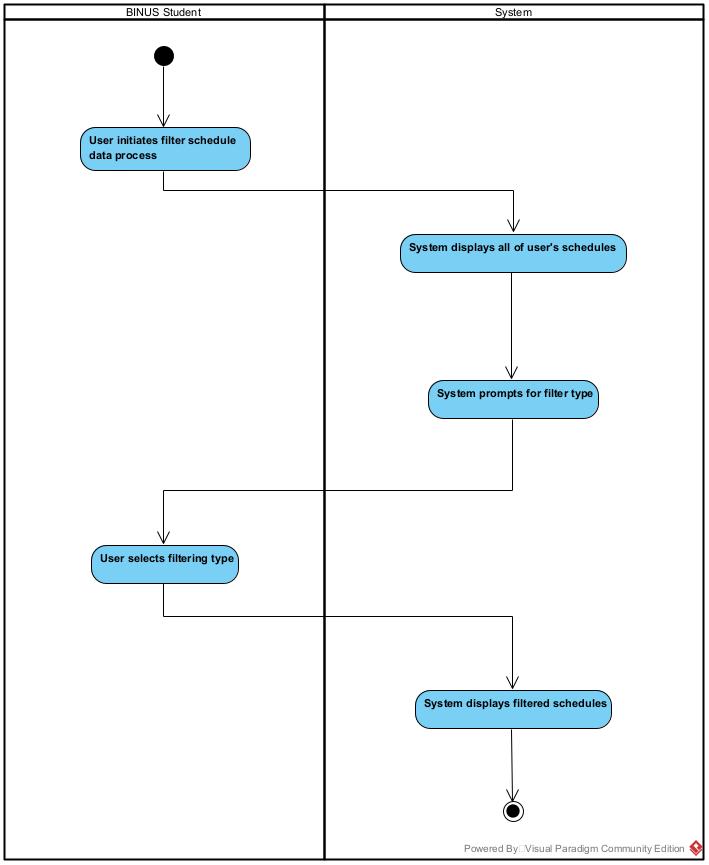 BINUS Student
System
User initiates filter schedule
data process
System displays all of user's schedules
System prompts for filter type
User selects filtering type
System displays filtered schedules
Powered By Visual Paradigm Community Edition